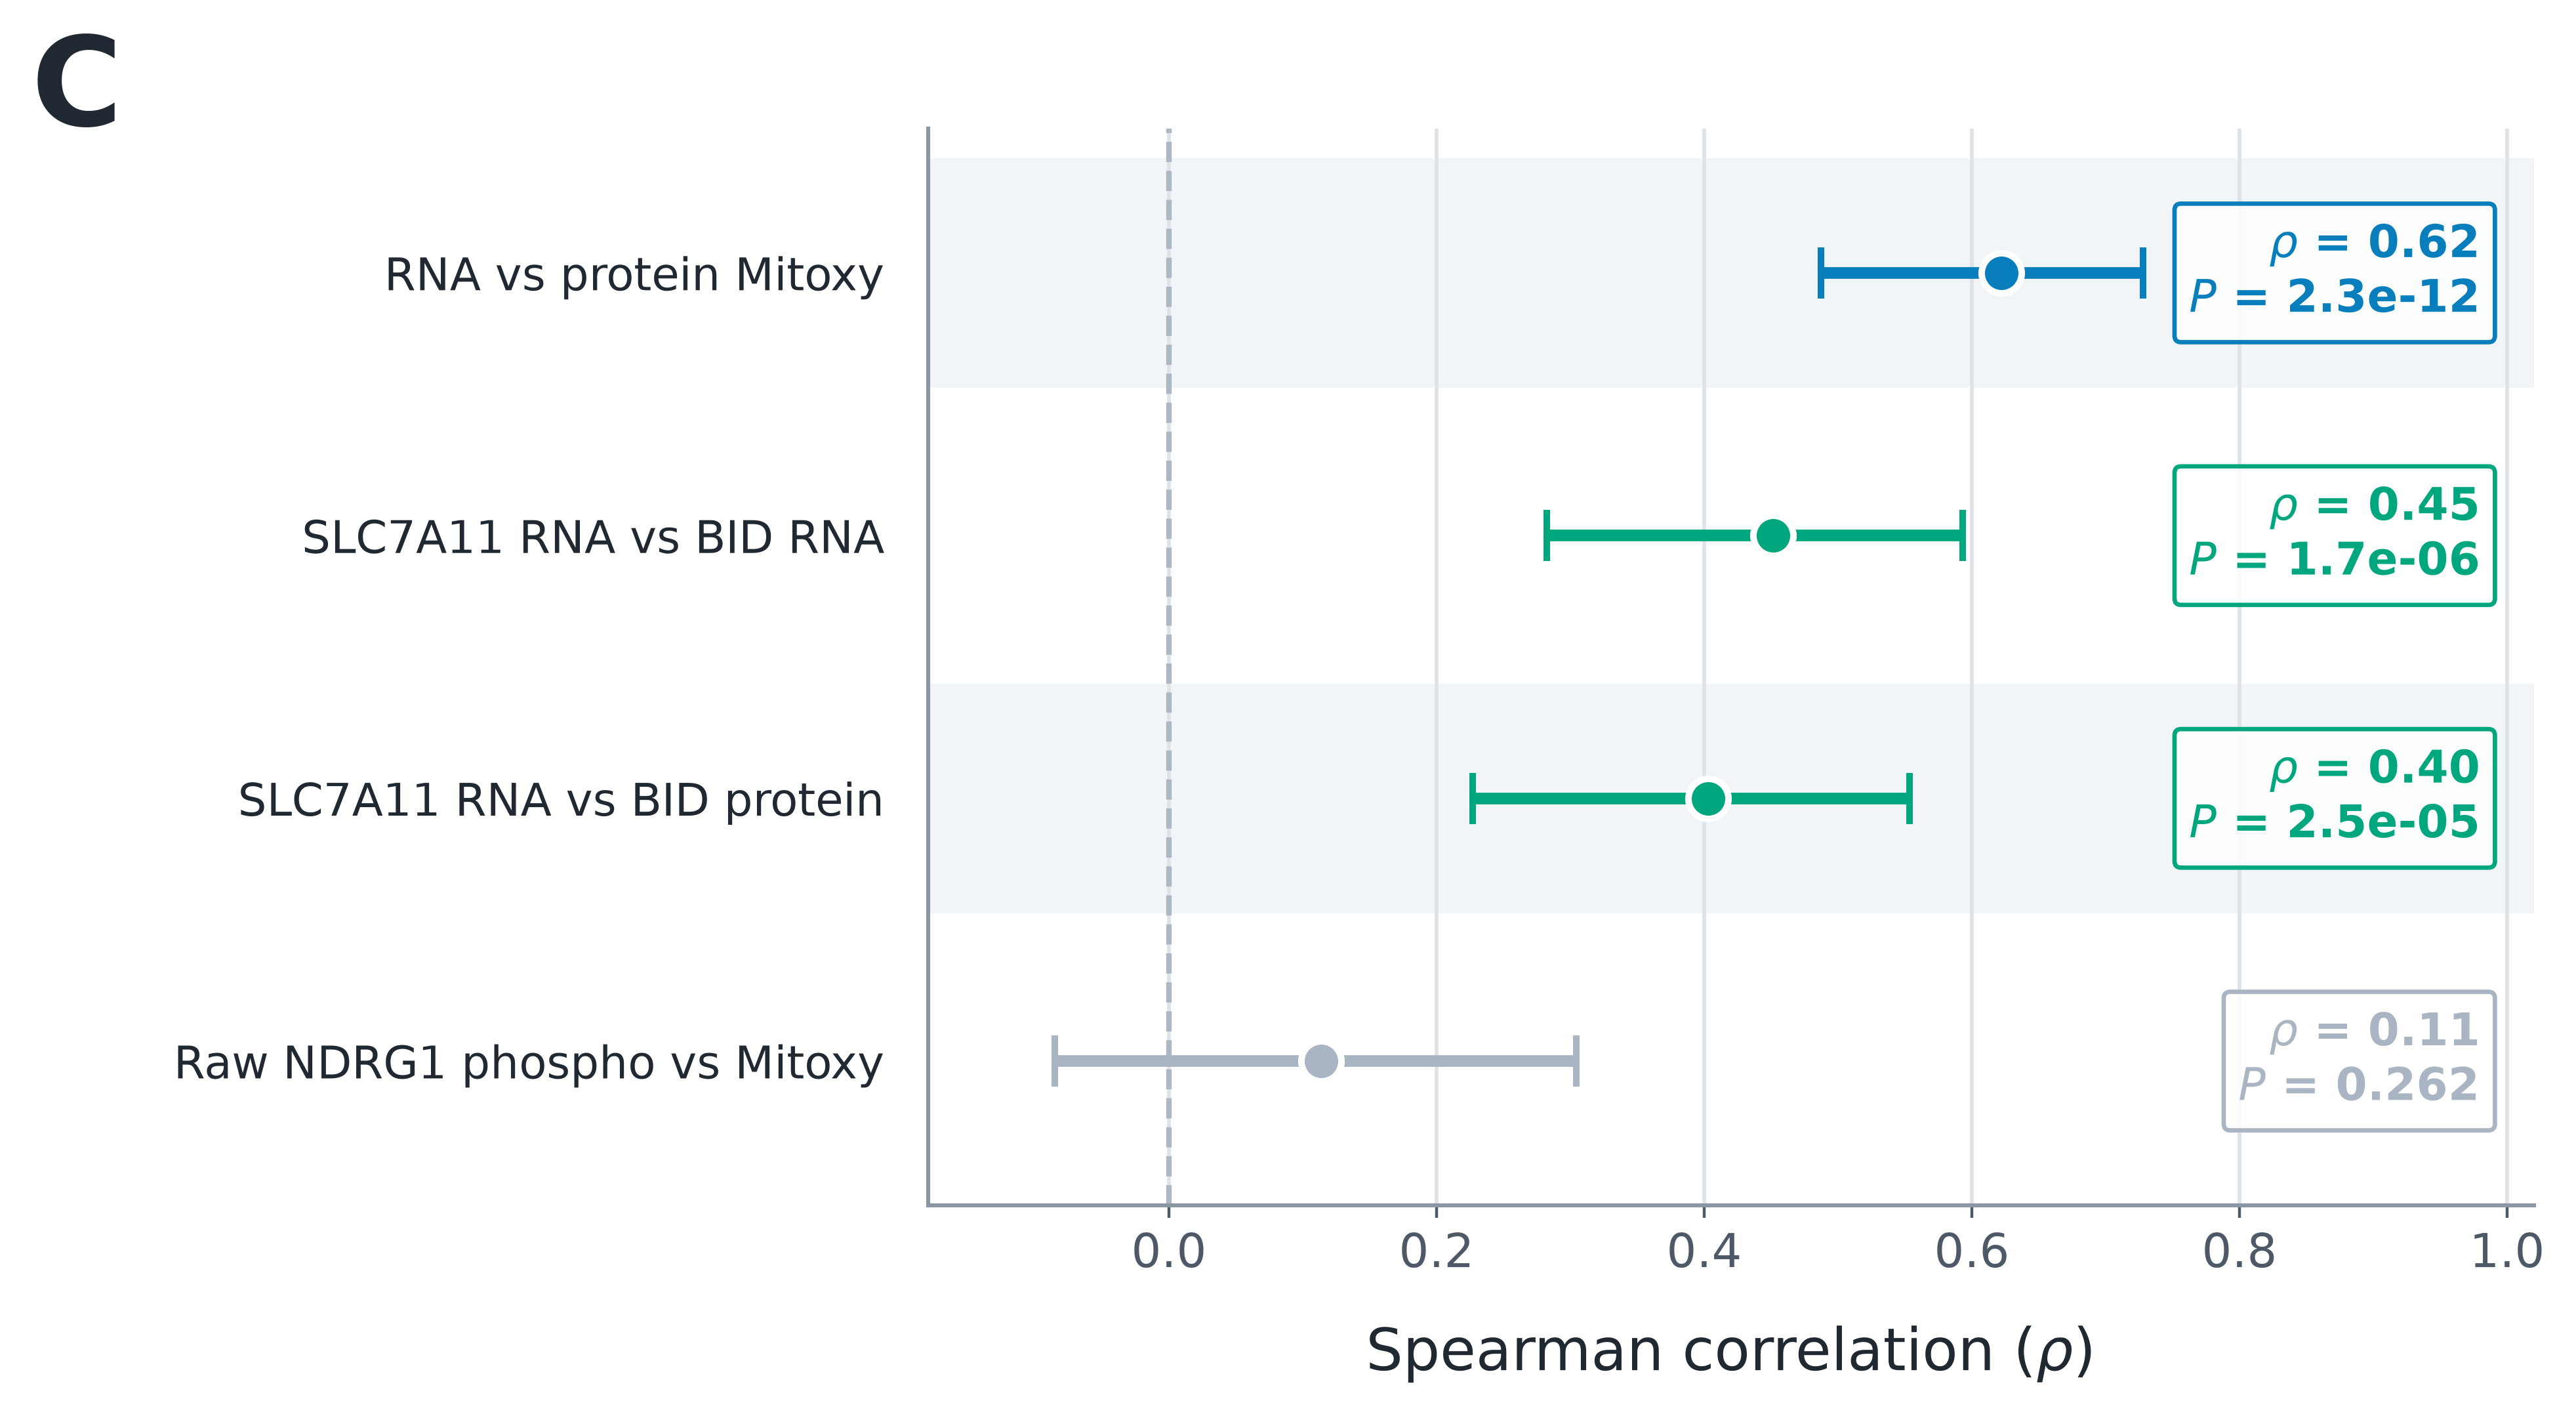 C
RNA vs protein Mitoxy
ρ = 0.62
P = 2.3e-12
SLC7A11 RNA vs BID RNA
ρ = 0.45
P = 1.7e-06
SLC7A11 RNA vs BID protein
ρ = 0.40
P = 2.5e-05
Raw NDRG1 phospho vs Mitoxy
ρ = 0.11
P = 0.262
0.0 0.2 0.4 0.6 0.8 1.0
Spearman correlation (ρ)